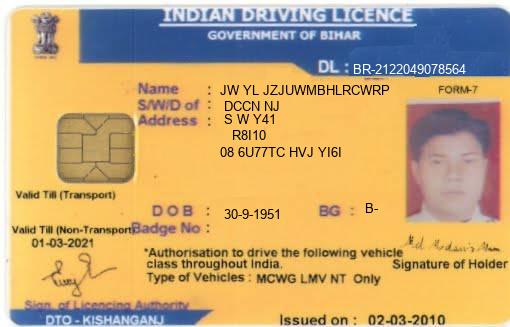 INDIAN DRIVING LICENCE
GOVERNMENT OF BIHAR
DL : BR-2122049078564
Name : JW YL JZJUWMBHLRCWRP FORM-7
S/W/D of : DCCN NJ
Address : S W Y41
R8I10
08 6U77TC HVJ YI6I
Valid Till (Transport)
DOB : 30-9-1951 BG : B-
Valid Till (Non-Transport) Badge No :
01-03-2021
*Authorisation to drive the following vehicle
class throughout India.
Signature of Holder
Type of Vehicles : MCWG LMV NT Only
Sign. of Licencing Authority
DTO - KISHANGANJ
Issued on : 02-03-2010